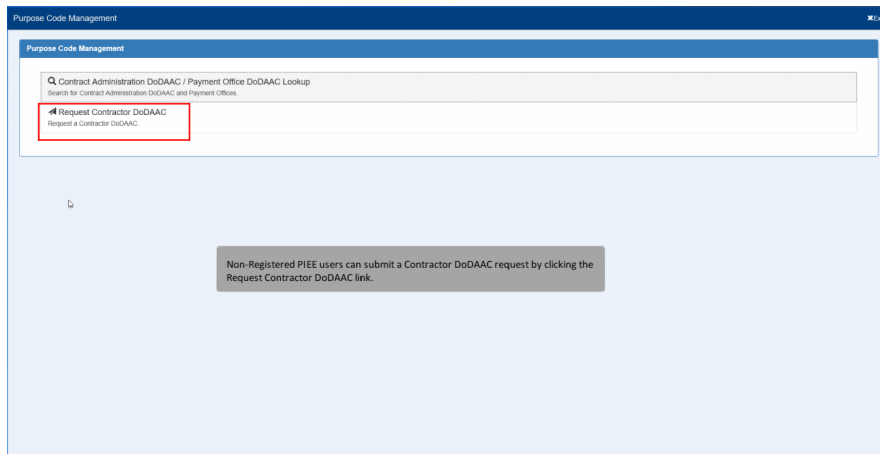 Purpose Code Management
✖Ex
Purpose Code Management
Contract Administration DoDAAC / Payment Office DoDAAC Lookup
Search for Contract Administration DoDAAC and Payment Offices.
Request Contractor DoDAAC
Request a Contractor DoDAAC.
Non-Registered PIEE users can submit a Contractor DoDAAC request by clicking the
Request Contractor DoDAAC link.